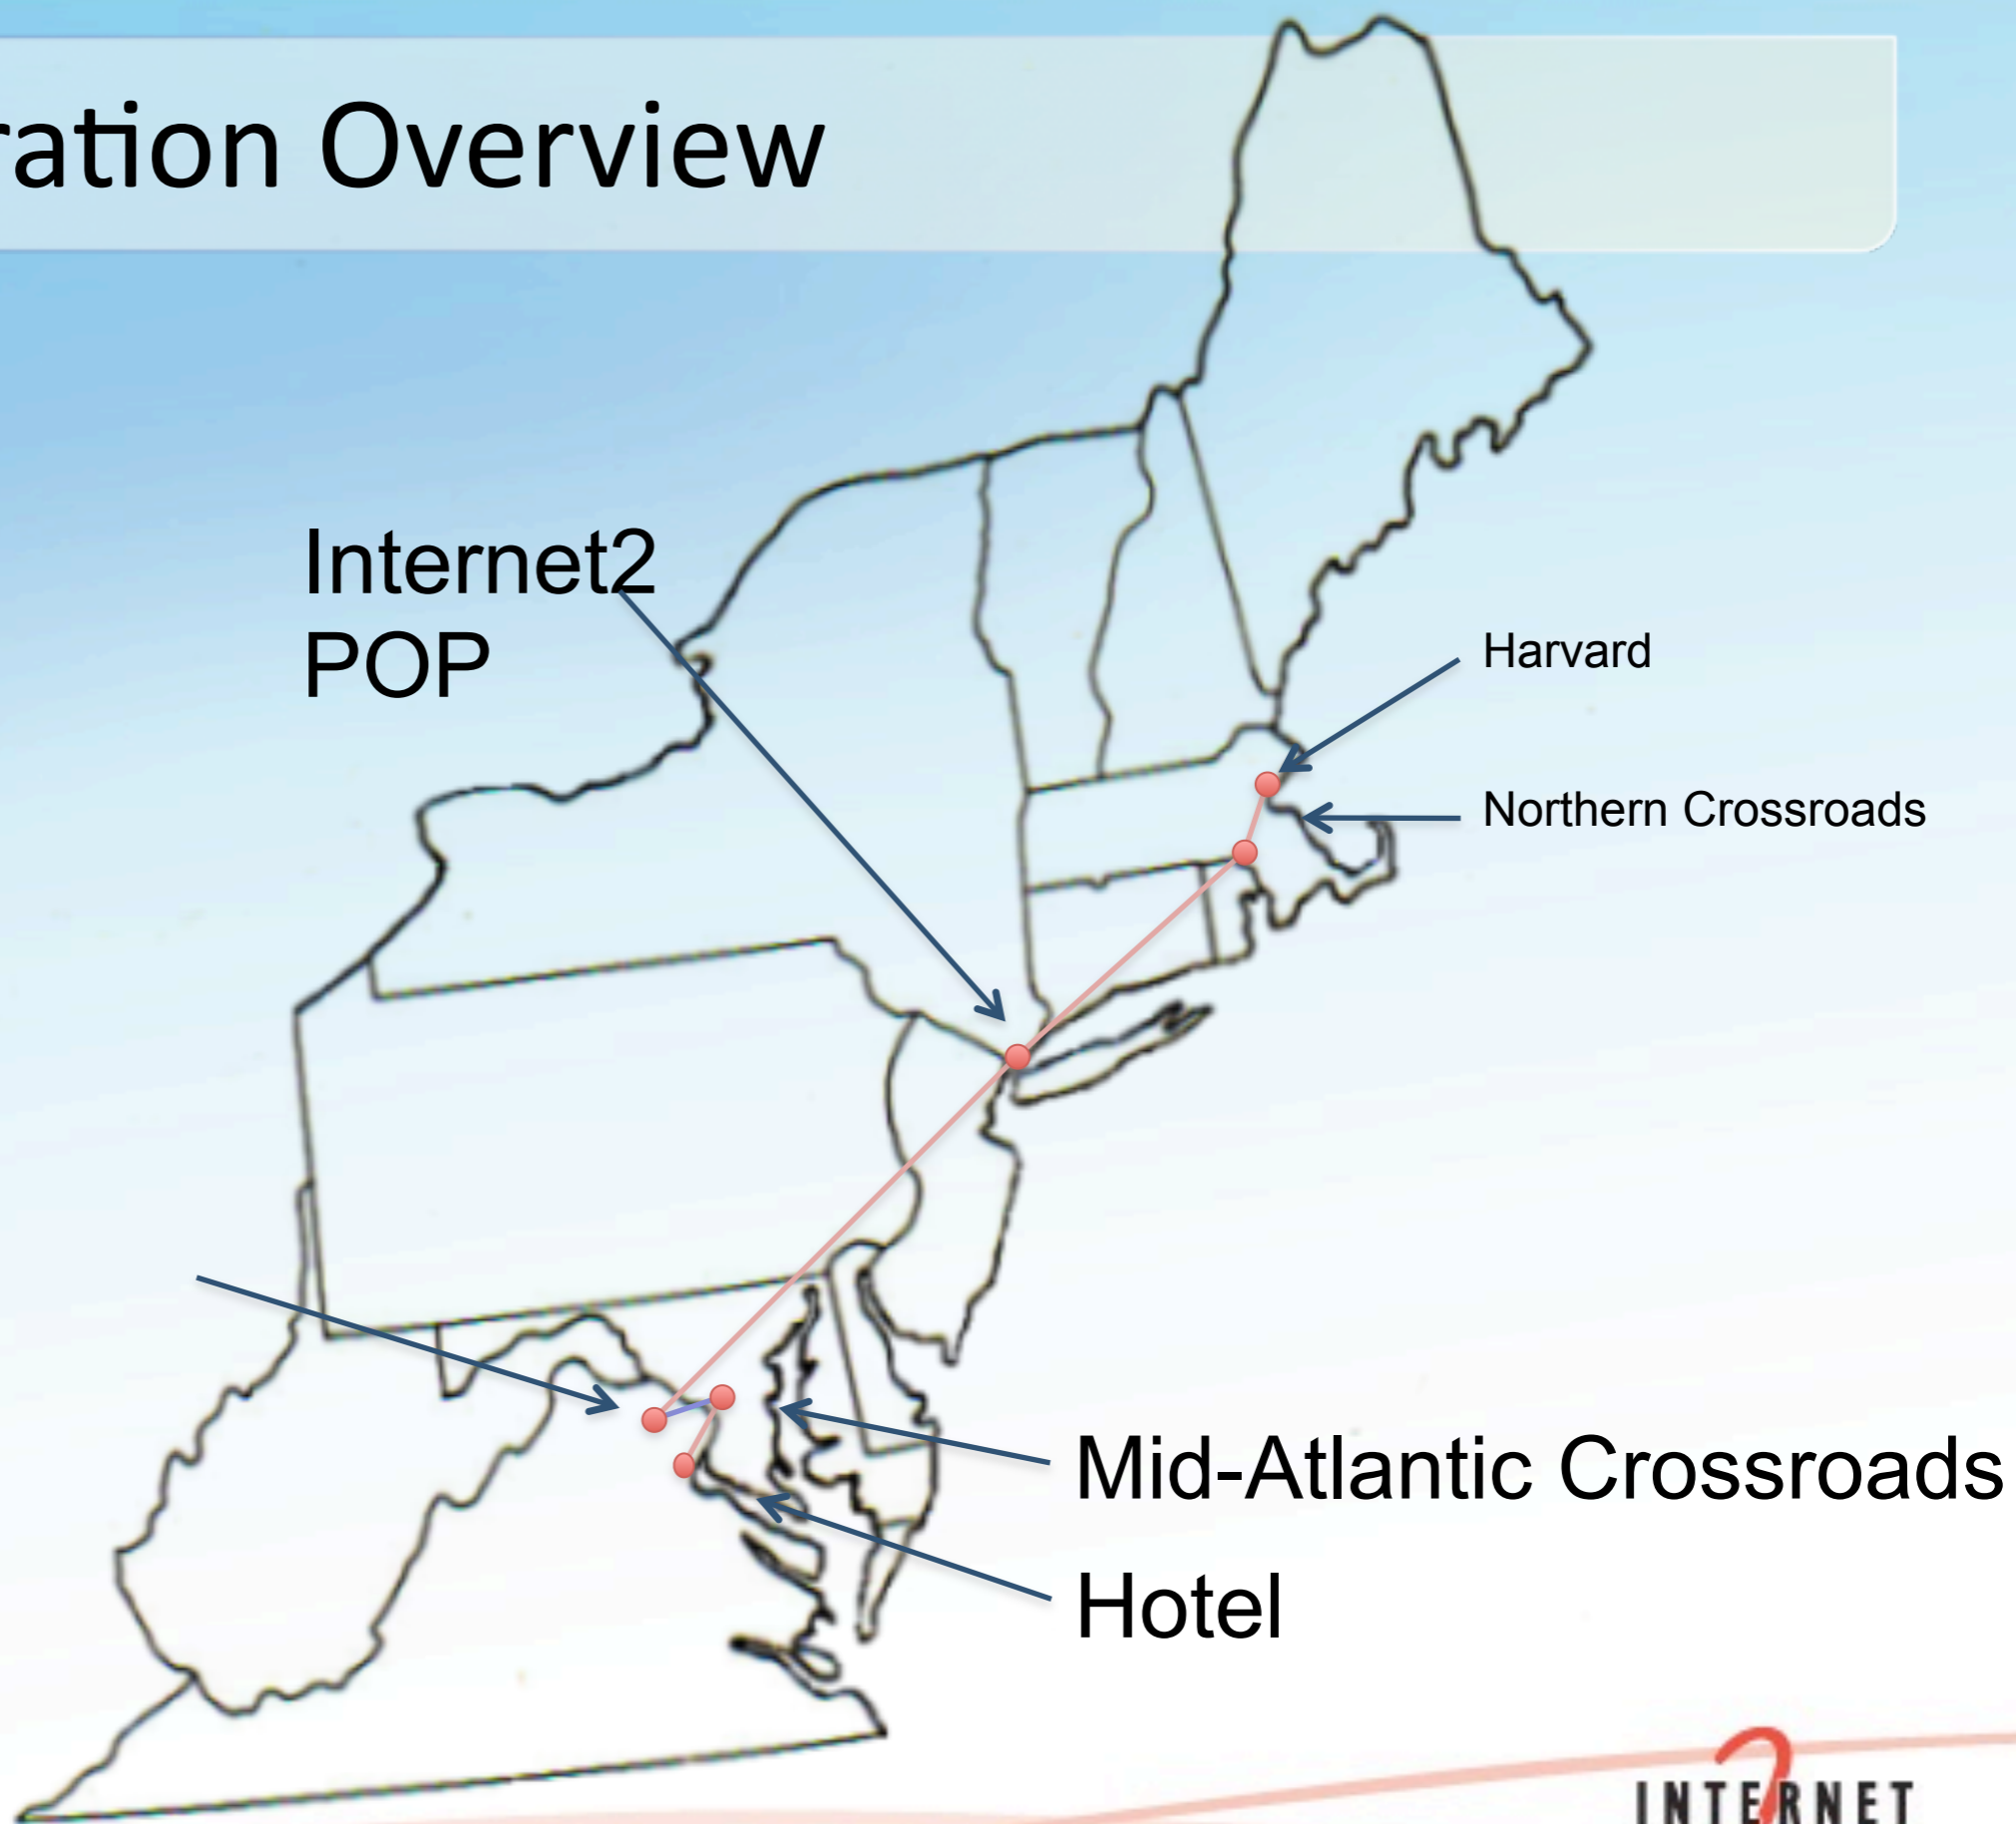 ration Overview
Internet2
POP
Harvard
Northern Crossroads
Mid-Atlantic Crossroads
Hotel
INTERNET